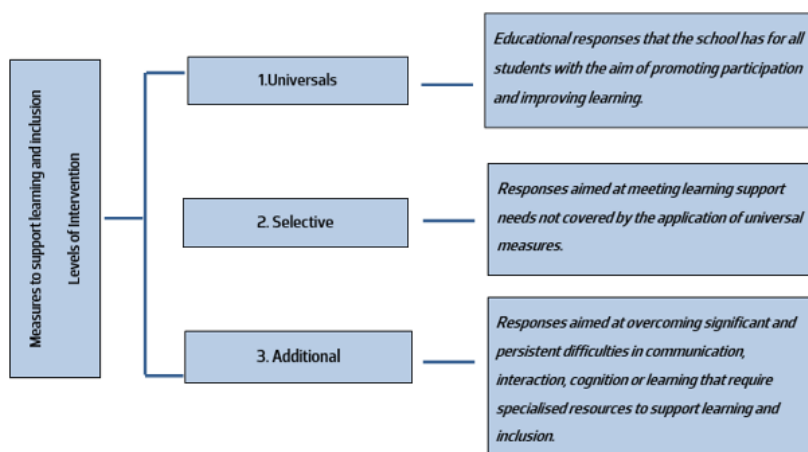 Measures to support learning and inclusion
Levels of Intervention
1.Universals
Educational responses that the school has for all
students with the aim of promoting participation
and improving learning.
2. Selective
Responses aimed at meeting learning support
needs not covered by the application of universal
measures.
3. Additional
Responses aimed at overcoming significant and
persistent difficulties in communication,
interaction, cognition or learning that require
specialised resources to support learning and
inclusion.